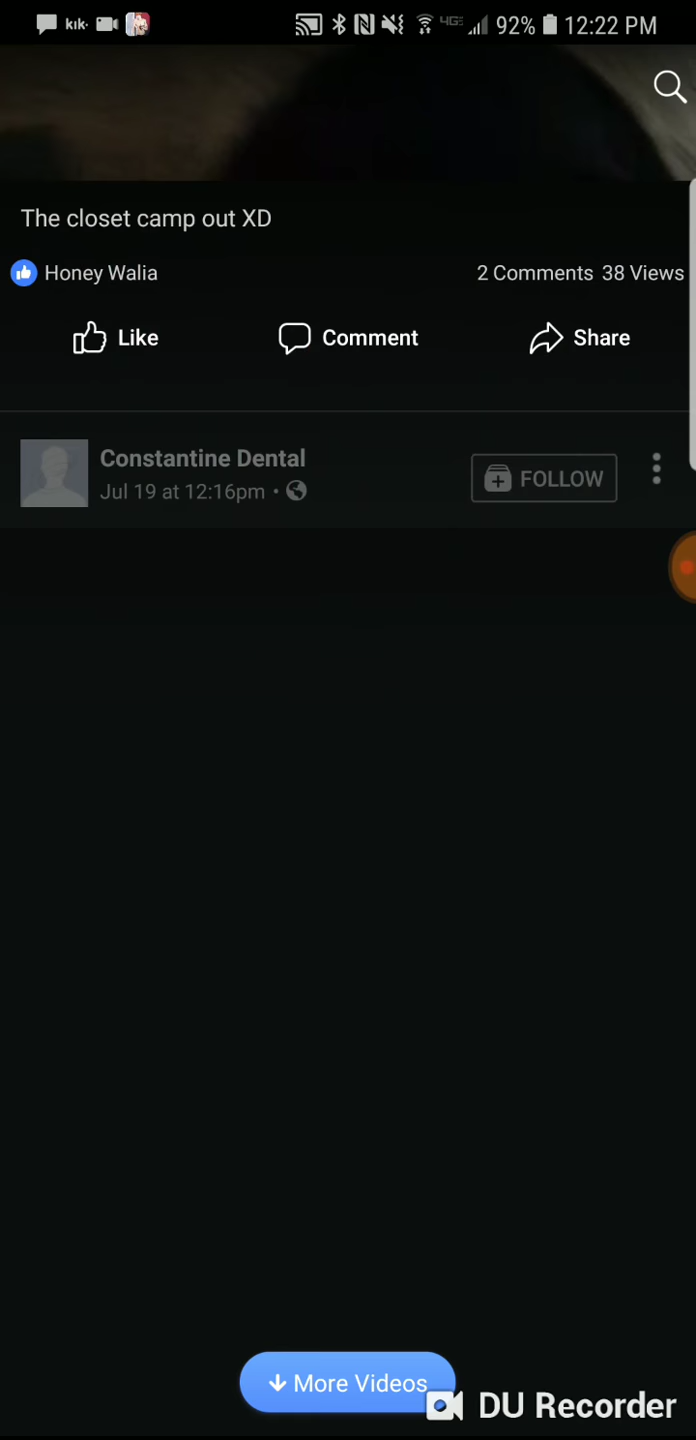 kik· 4GE 92% 12:22 PM
The closet camp out XD
Honey Walia 2 Comments 38 Views
Like Comment Share
Constantine Dental
Jul 19 at 12:16pm • FOLLOW
↓ More Videos
DU Recorder